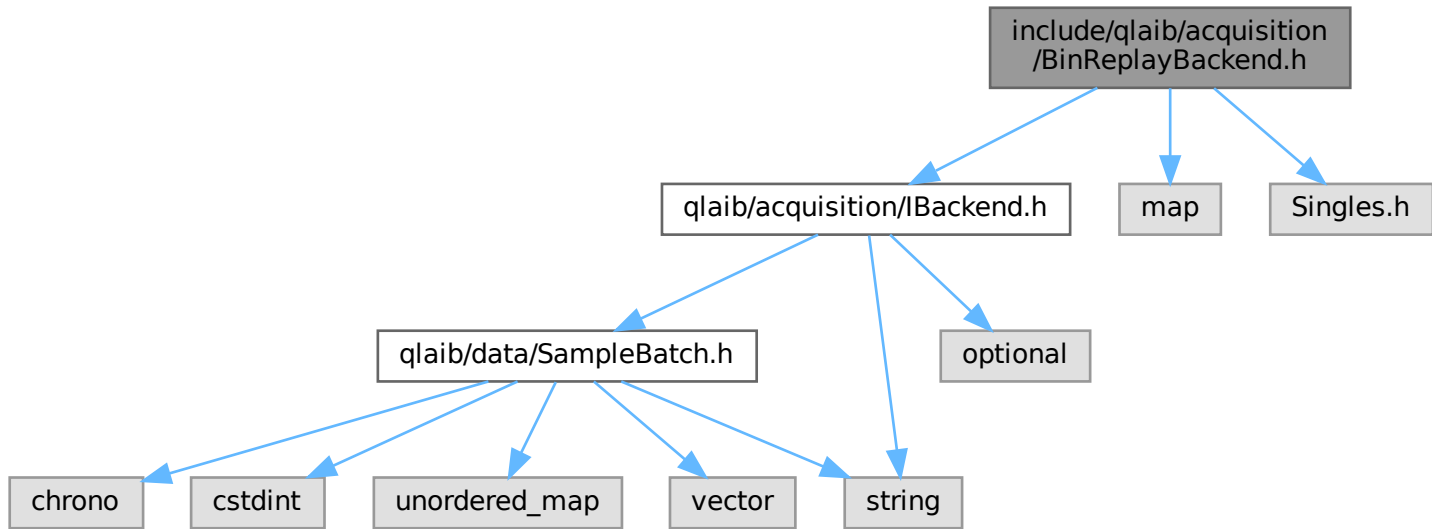 include/qlaib/acquisition
/BinReplayBackend.h
qlaib/acquisition/IBackend.h
map
Singles.h
qlaib/data/SampleBatch.h
optional
chrono
cstdint
unordered_map
vector
string